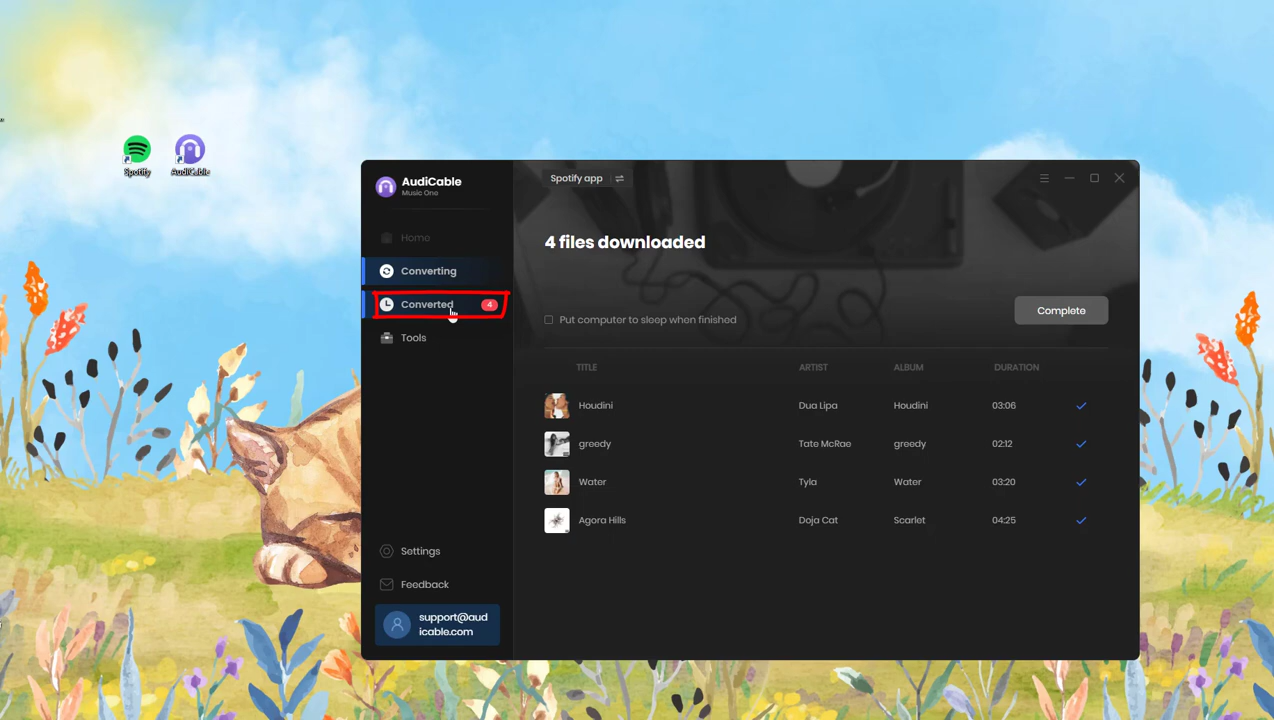 Spotify
AudiCable
AudiCable
Music One
Home
Converting
Converted 4
Tools
Settings
Feedback
support@aud
icable.com
Spotify app
4 files downloaded
Put computer to sleep when finished
Complete
TITLE ARTIST ALBUM DURATION
Houdini Dua Lipa Houdini 03:06
greedy Tate McRae greedy 02:12
Water Tyla Water 03:20
Agora Hills Doja Cat Scarlet 04:25